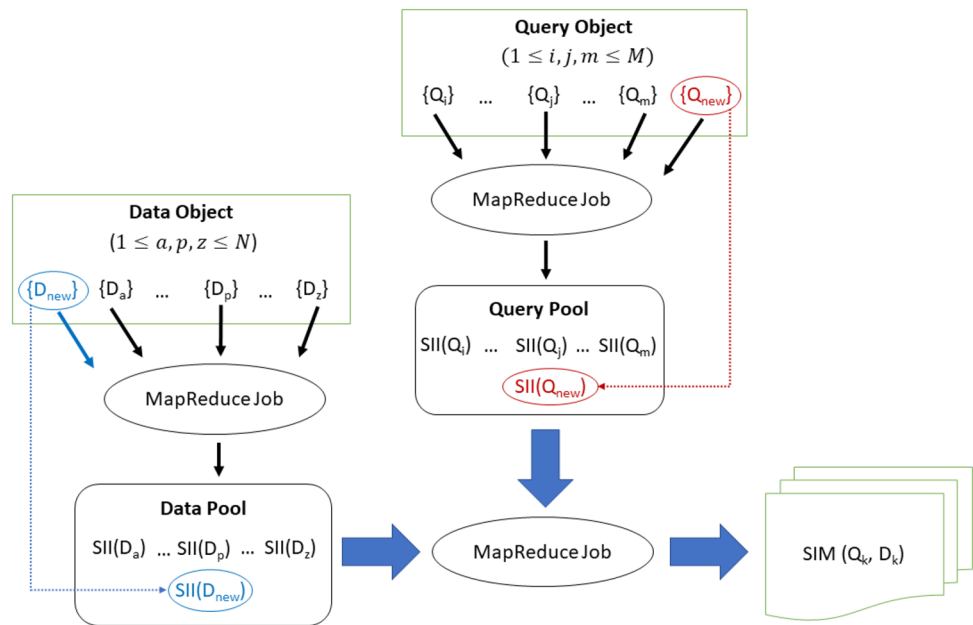 Query Object
(1 ≤ i, j, m ≤ M)
{Qᵢ} ... {Qⱼ} ... {Qₘ} {Qₙₑw}
MapReduce Job
Data Object
(1 ≤ a, p, z ≤ N)
{Dₙₑw} {Dₐ} ... {Dₚ} ... {D_z}
Query Pool
SII(Qᵢ) ... SII(Qⱼ) ... SII(Qₘ)
SII(Qₙₑw)
MapReduce Job
Data Pool
SII(Dₐ) ... SII(Dₚ) ... SII(D_z)
SII(Dₙₑw)
MapReduce Job
SIM (Qₖ, Dₖ)